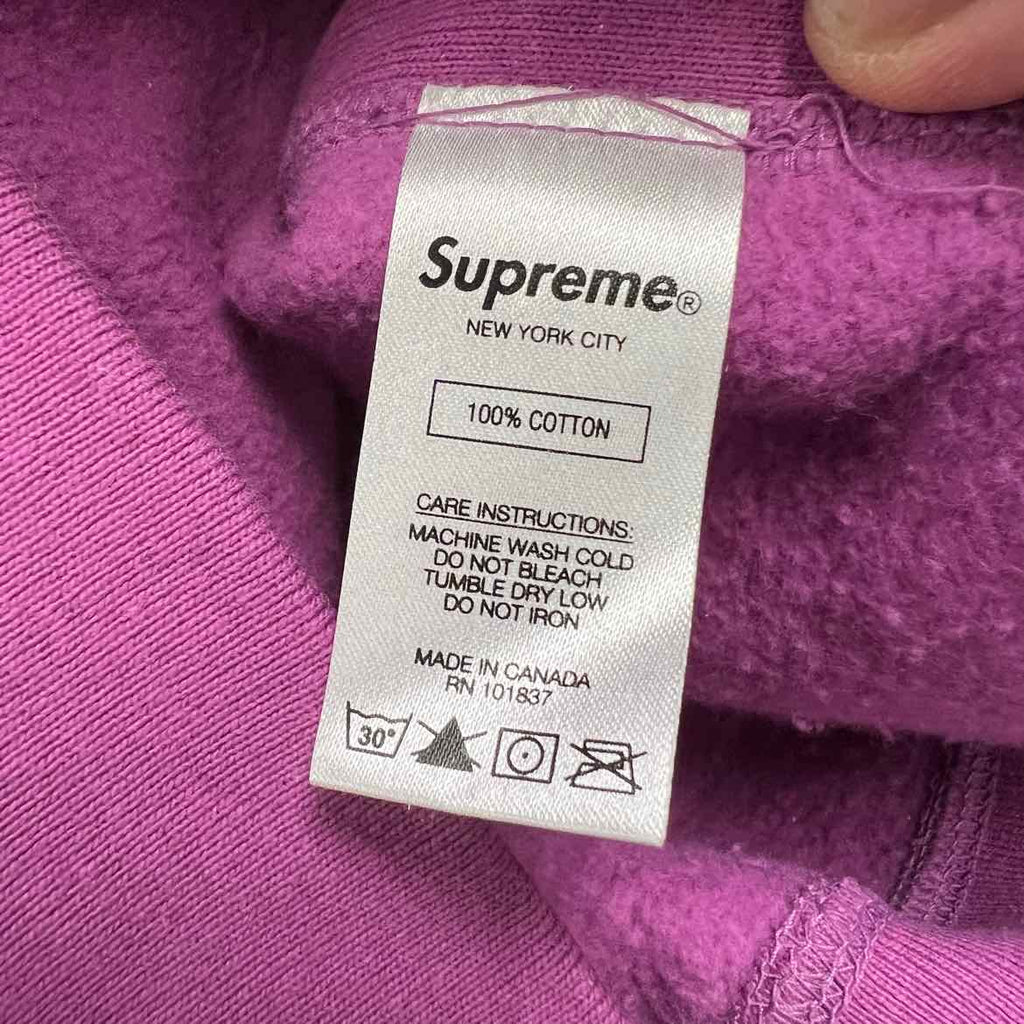 Supreme®
NEW YORK CITY
100% COTTON
CARE INSTRUCTIONS:
MACHINE WASH COLD
DO NOT BLEACH
TUMBLE DRY LOW
DO NOT IRON
MADE IN CANADA
RN 101837
30°